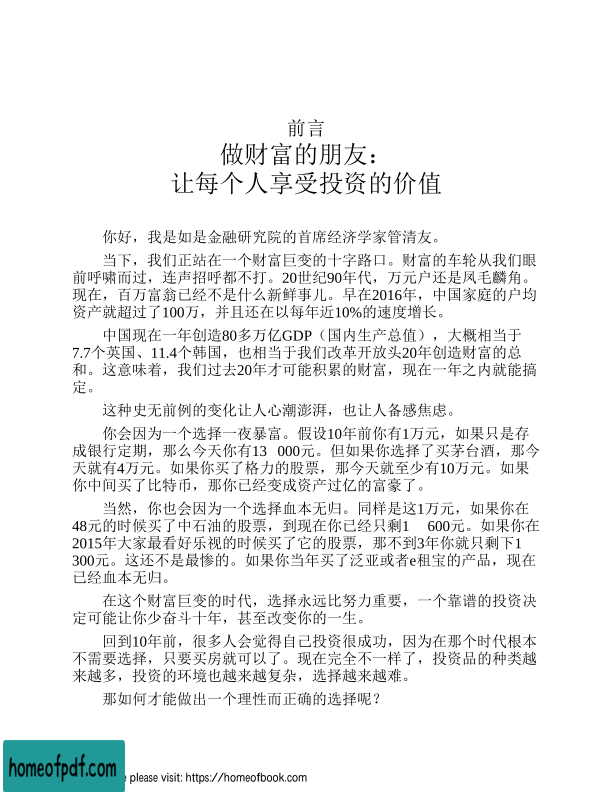 前言
做财富的朋友：
让每个人享受投资的价值
你好，我是如是金融研究院的首席经济学家管清友。
当下，我们正站在一个财富巨变的十字路口。财富的车轮从我们眼
前呼啸而过，连声招呼都不打。20世纪90年代，万元户还是凤毛麟角。
现在，百万富翁已经不是什么新鲜事儿。早在2016年，中国家庭的户均
资产就超过了100万，并且还在以每年近10%的速度增长。
中国现在一年创造80多万亿GDP（国内生产总值），大概相当于
7.7个英国、11.4个韩国，也相当于我们改革开放头20年创造财富的总
和。这意味着，我们过去20年才可能积累的财富，现在一年之内就能搞
定。
这种史无前例的变化让人心潮澎湃，也让人备感焦虑。
你会因为一个选择一夜暴富。假设10年前你有1万元，如果只是存
成银行定期，那么今天你有13 000元。但如果你选择了买茅台酒，那今
天就有4万元。如果你买了格力的股票，那今天就至少有10万元。如果
你中间买了比特币，那你已经变成资产过亿的富豪了。
当然，你也会因为一个选择血本无归。同样是这1万元，如果你在
48元的时候买了中石油的股票，到现在你已经只剩1 600元。如果你在
2015年大家最看好乐视的时候买了它的股票，那不到3年你就只剩下1
300元。这还不是最惨的。如果你当年买了泛亚或者e租宝的产品，现在
已经血本无归。
在这个财富巨变的时代，选择永远比努力重要，一个靠谱的投资决
定可能让你少奋斗十年，甚至改变你的一生。
回到10年前，很多人会觉得自己投资很成功，因为在那个时代根本
不需要选择，只要买房就可以了。现在完全不一样了，投资品的种类越
来越多，投资的环境也越来越复杂，选择越来越难。
那如何才能做出一个理性而正确的选择呢？
homeofpdf.com
e please visit: https://homeofbook.com